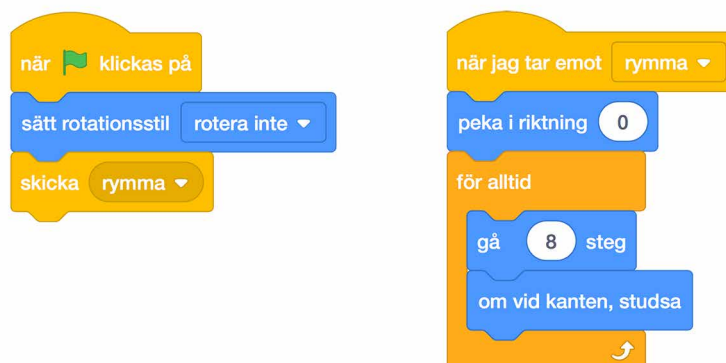 när klickas på
sätt rotationsstil rotera inte
skicka rymma
när jag tar emot rymma
peka i riktning 0
för alltid
gå 8 steg
om vid kanten, studsa